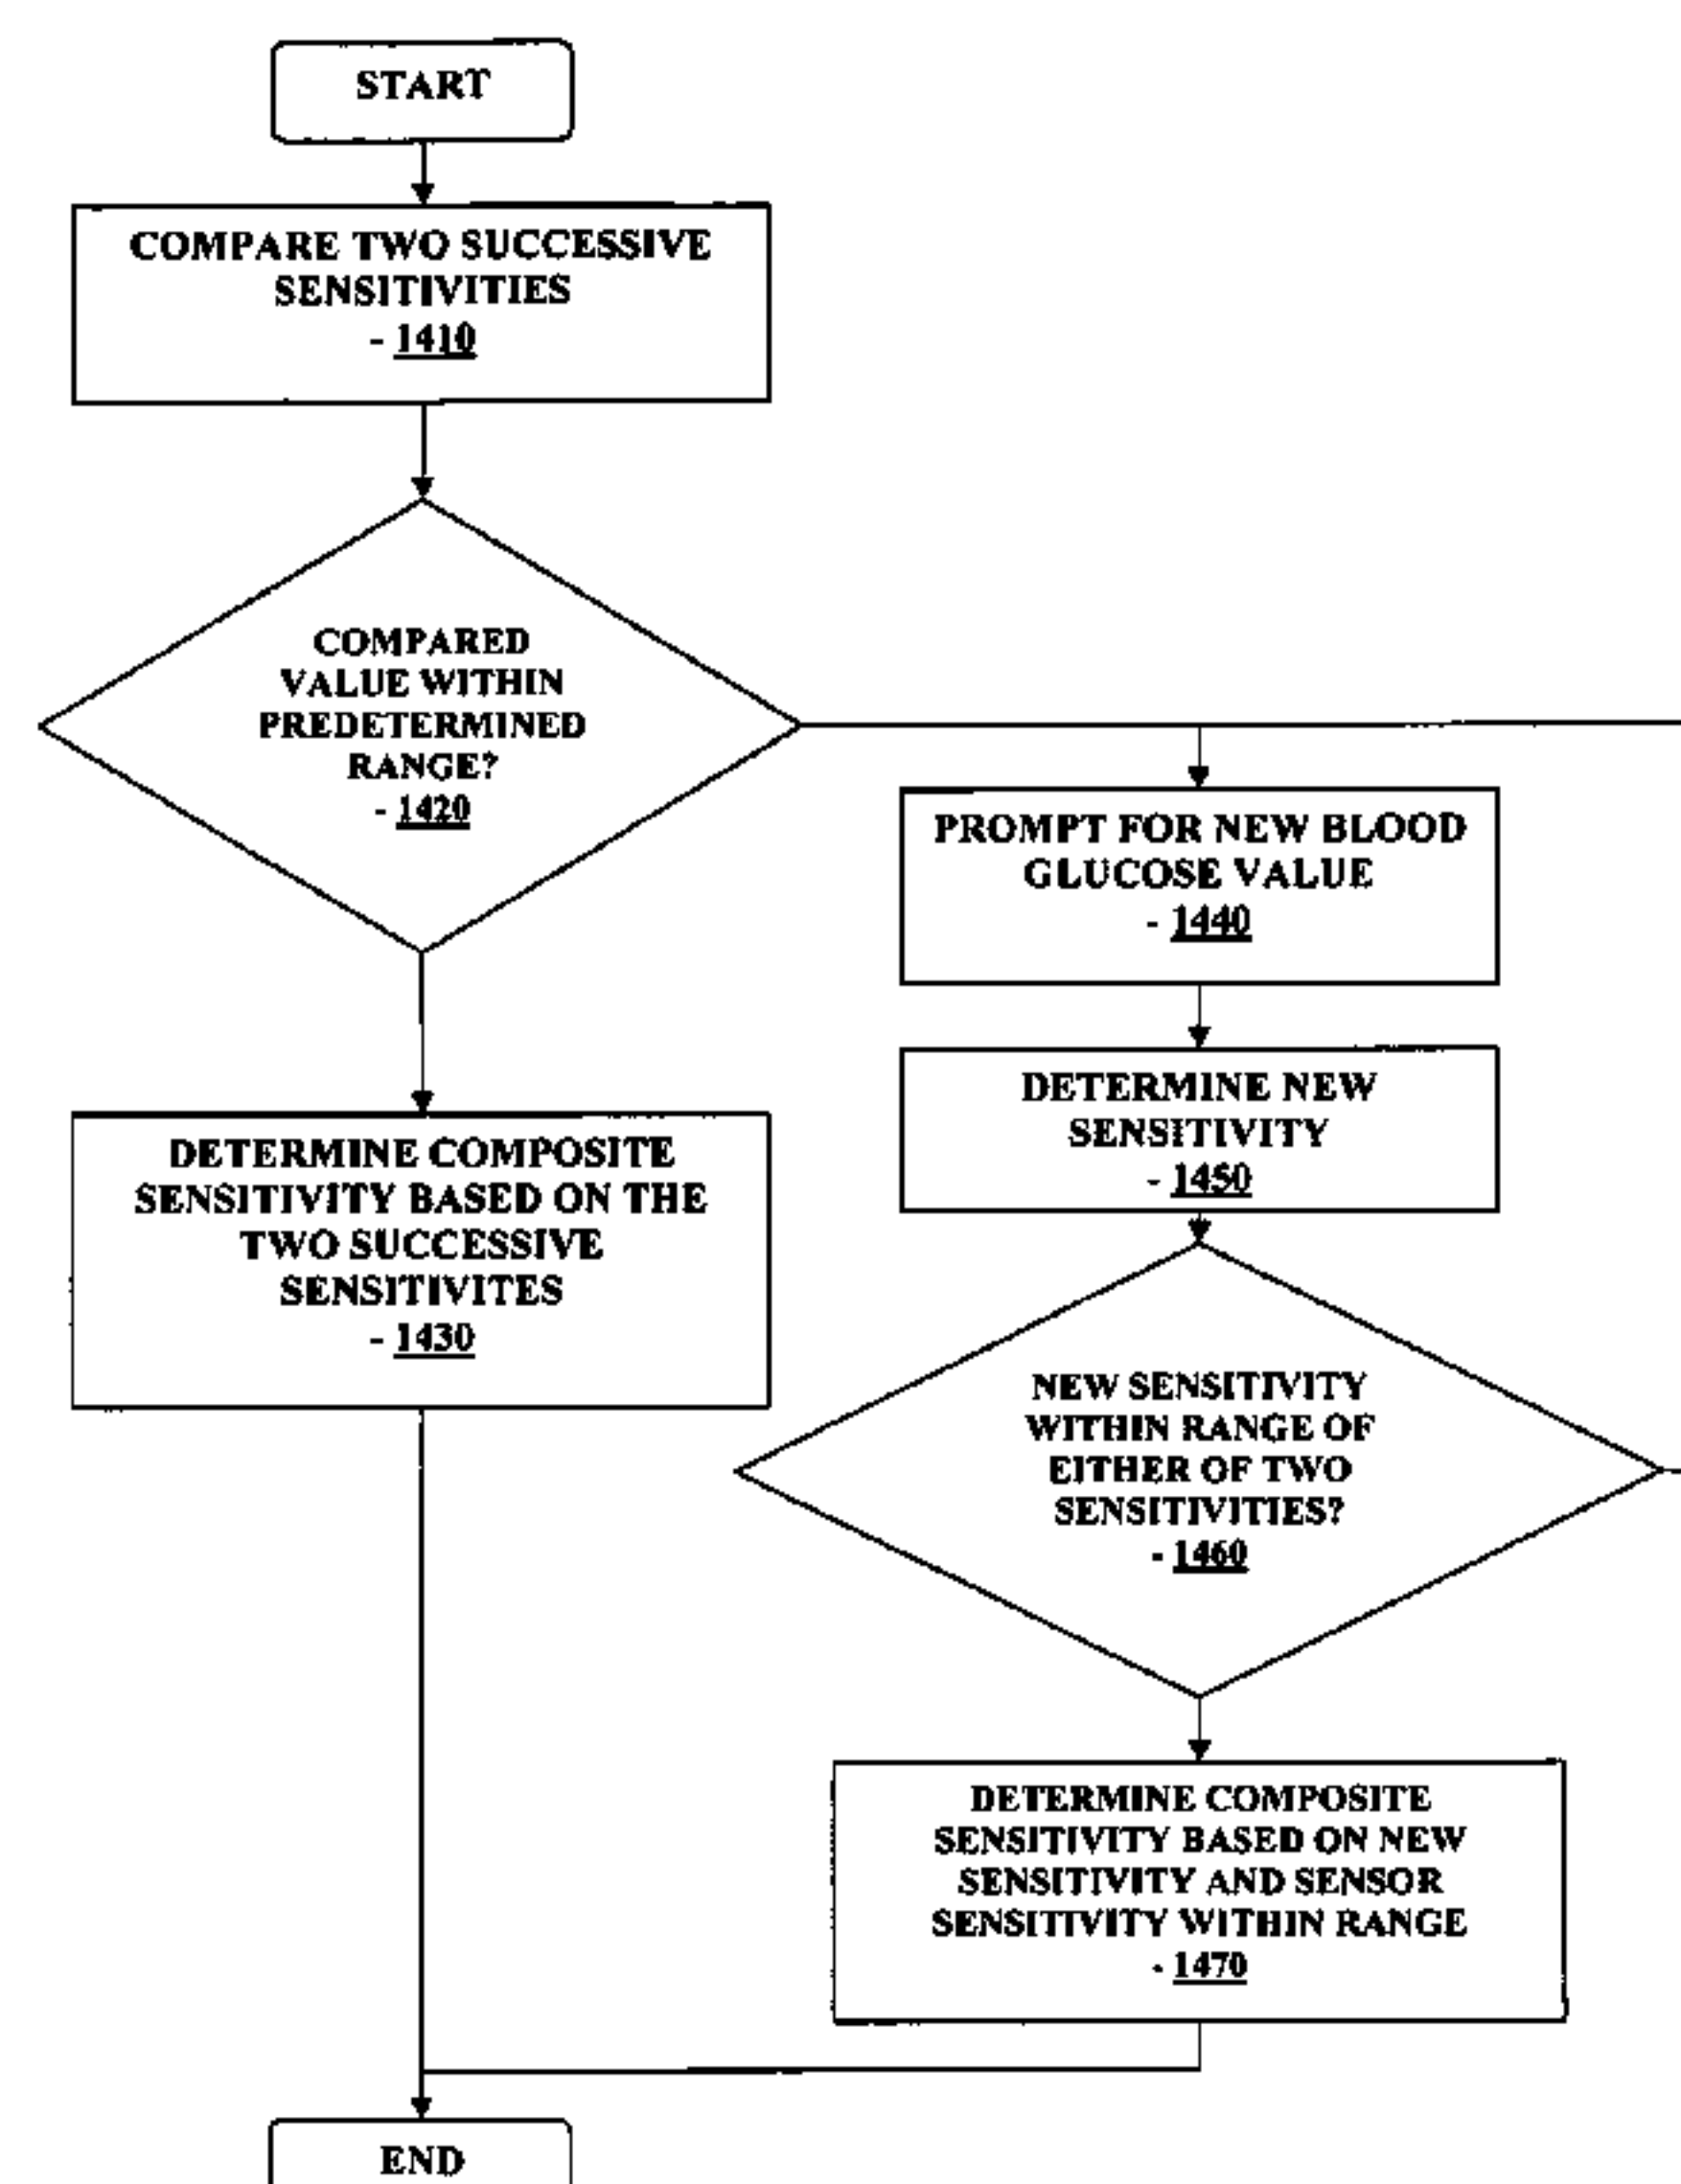 START
COMPARE TWO SUCCESSIVE
SENSITIVITIES
- 1410
COMPARED
VALUE WITHIN
PREDETERMINED
RANGE?
- 1420
PROMPT FOR NEW BLOOD
GLUCOSE VALUE
- 1440
DETERMINE NEW
SENSITIVITY
- 1450
DETERMINE COMPOSITE
SENSITIVITY BASED ON THE
TWO SUCCESSIVE
SENSITIVITES
- 1430
NEW SENSITIVITY
WITHIN RANGE OF
EITHER OF TWO
SENSITIVITIES?
- 1460
DETERMINE COMPOSITE
SENSITIVITY BASED ON NEW
SENSITIVITY AND SENSOR
SENSITIVITY WITHIN RANGE
- 1470
END